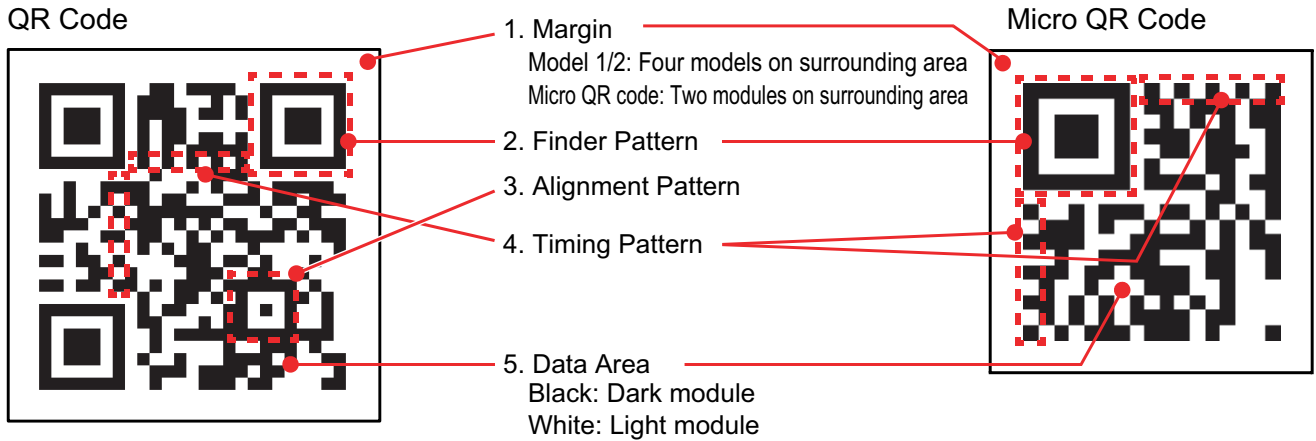 QR Code
Micro QR Code
1. Margin
Model 1/2: Four models on surrounding area
Micro QR code: Two modules on surrounding area
2. Finder Pattern
3. Alignment Pattern
4. Timing Pattern
5. Data Area
Black: Dark module
White: Light module